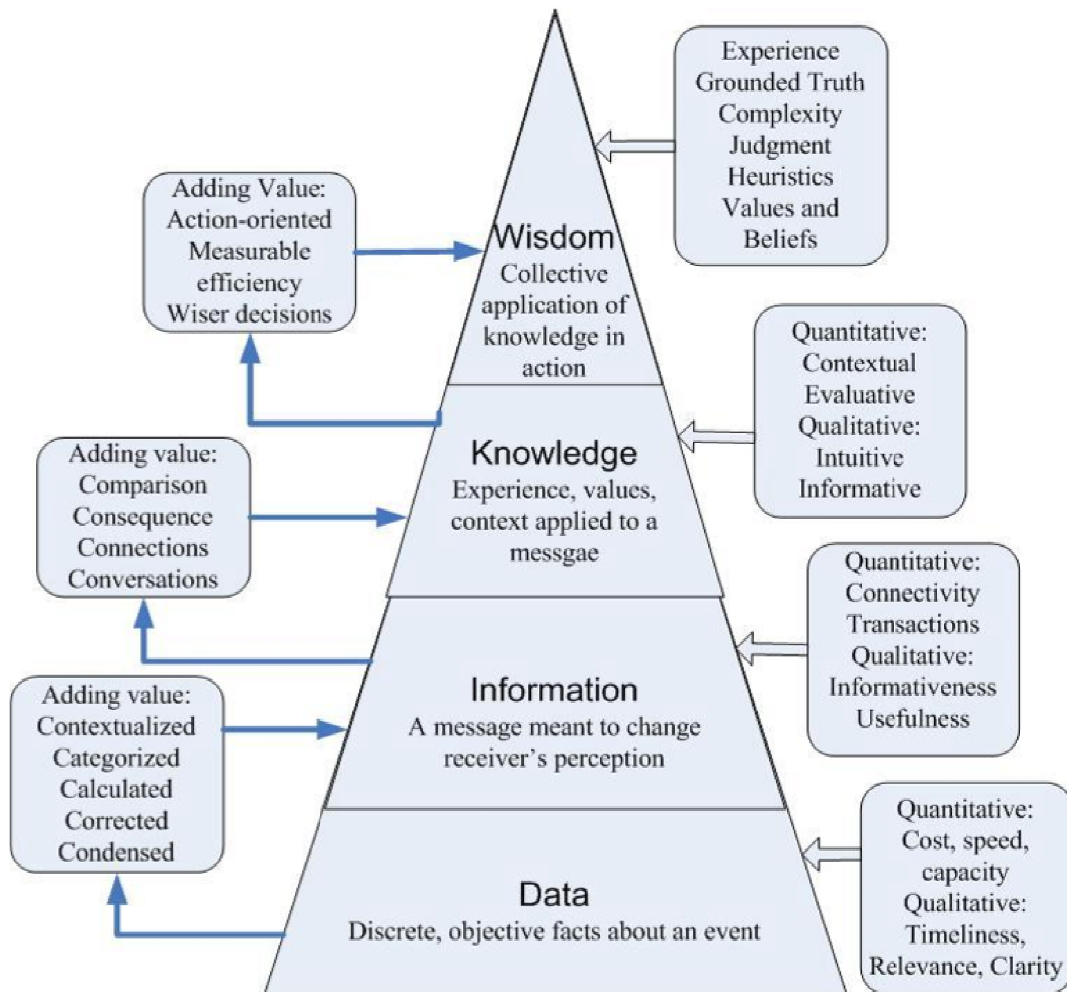 Experience
Grounded Truth
Complexity
Judgment
Heuristics
Values and
Beliefs
Adding Value:
Action-oriented
Measurable
efficiency
Wiser decisions
Wisdom
Collective
application of
knowledge in
action
Quantitative:
Contextual
Evaluative
Qualitative:
Intuitive
Informative
Adding value:
Comparison
Consequence
Connections
Conversations
Knowledge
Experience, values,
context applied to a
messgae
Quantitative:
Connectivity
Transactions
Qualitative:
Informativeness
Usefulness
Adding value:
Contextualized
Categorized
Calculated
Corrected
Condensed
Information
A message meant to change
receiver's perception
Quantitative:
Cost, speed,
capacity
Qualitative:
Timeliness,
Relevance, Clarity
Data
Discrete, objective facts about an event